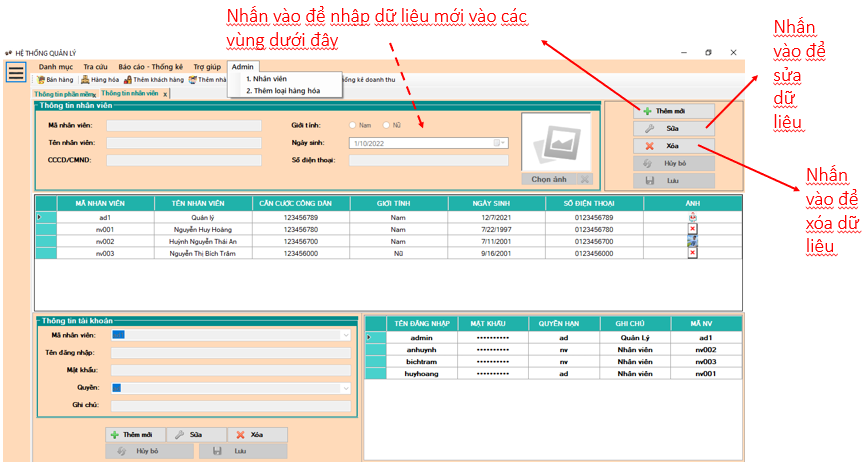 Nhấn vào để nhập dữ liệu mới vào các
vùng dưới đây
Nhấn
vào để
sửa
dữ
liệu
HỆ THỐNG QUẢN LÝ
Danh mục Tra cứu Báo cáo - Thống kê Trợ giúp Admin
Bán hàng Hàng hóa Thêm khách hàng Thêm nhà
1. Nhân viên
2. Thêm loại hàng hóa
hống kê doanh thu
Thông tin phần mềm x Thông tin nhân viên x
Thông tin nhân viên
Mã nhân viên: Giới tính: Nam Nữ
Tên nhân viên: Ngày sinh: 1/10/2022
CCCD/CMND: Số điện thoại:
Chọn ảnh
Thêm mới
Sửa
Xóa
Hủy bỏ
Lưu
Nhấn
vào để
xóa dữ
liệu
MÃ NHÂN VIÊN TÊN NHÂN VIÊN CĂN CƯỚC CÔNG DÂN GIỚI TÍNH NGÀY SINH SỐ ĐIỆN THOẠI ẢNH
ad1 Quản lý 123456789 Nam 12/7/2021 0123456789
nv001 Nguyễn Huy Hoàng 123456780 Nam 7/22/1997 0123456780
nv002 Huỳnh Nguyễn Thái An 123456700 Nam 7/11/2001 0123456700
nv003 Nguyễn Thị Bích Trâm 123456000 Nữ 9/16/2001 0123456000
Thông tin tài khoản
Mã nhân viên:
Tên đăng nhập:
Mật khẩu:
Quyền:
Ghi chú:
Thêm mới Sửa Xóa
Hủy bỏ Lưu
TÊN ĐĂNG NHẬP MẬT KHẨU QUYỀN HẠN GHI CHÚ MÃ NV
admin •••••••••• ad Quản Lý ad1
anhuynh •••••••••• nv Nhân viên nv002
bichtram •••••••••• nv Nhân viên nv003
huyhoang •••••••••• ad Nhân viên nv001